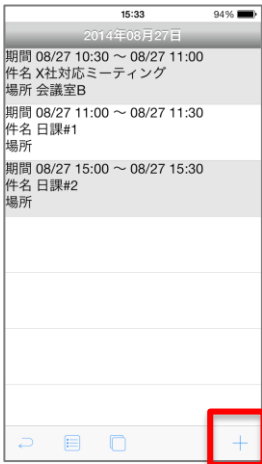 15:33 94%
2014年08月27日
期間 08/27 10:30 ～ 08/27 11:00
件名 X社対応ミーティング
場所 会議室B
期間 08/27 11:00 ～ 08/27 11:30
件名 日課#1
場所
期間 08/27 15:00 ～ 08/27 15:30
件名 日課#2
場所